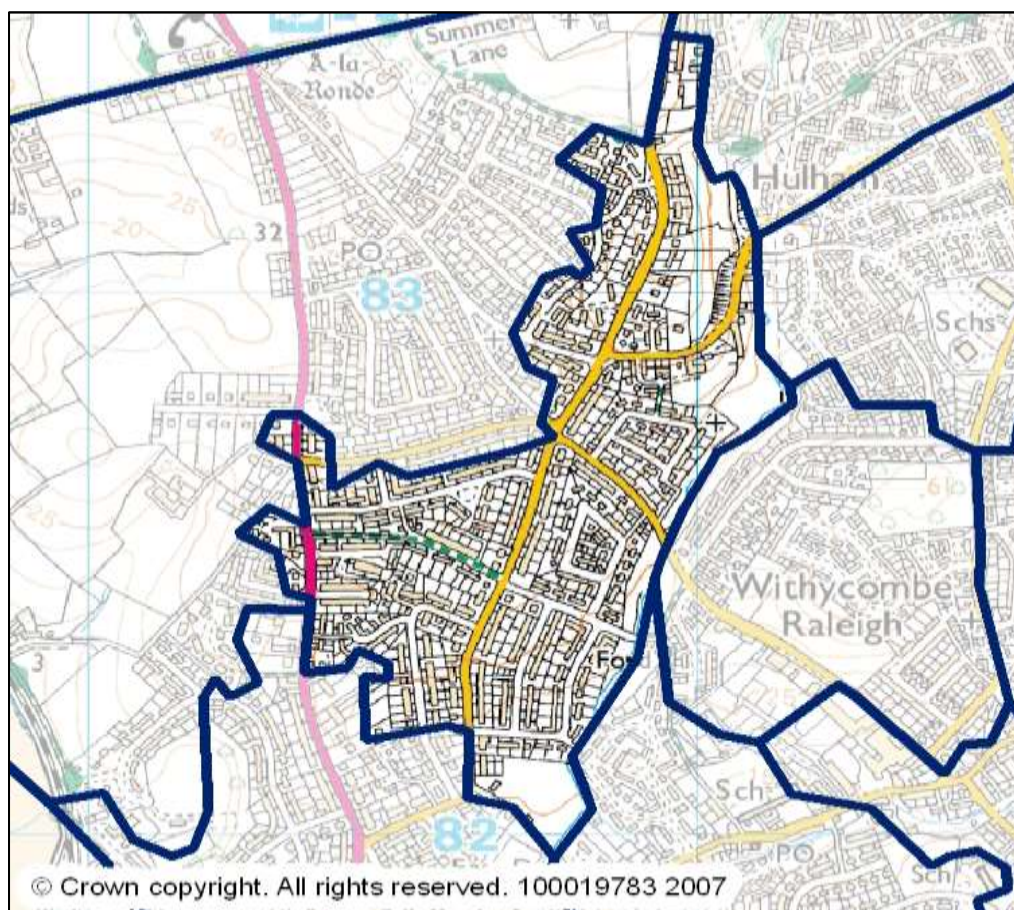 Summer
Lane
A-la-
Ronde
Hulham
32
PO
83
25
40
20
Schs
25
61
Withycombe
Raleigh
3
Sch
82
PO
Sch
© Crown copyright. All rights reserved. 100019783 2007